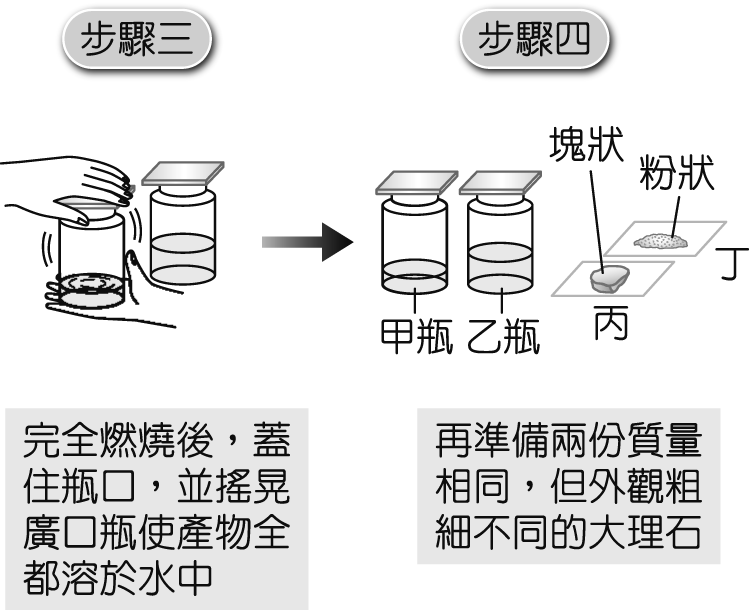 步驟三
步驟四
塊狀
粉狀
丁
甲瓶 乙瓶
丙
完全燃燒後，蓋
住瓶口，並搖晃
廣口瓶使產物全
都溶於水中
再準備兩份質量
相同，但外觀粗
細不同的大理石